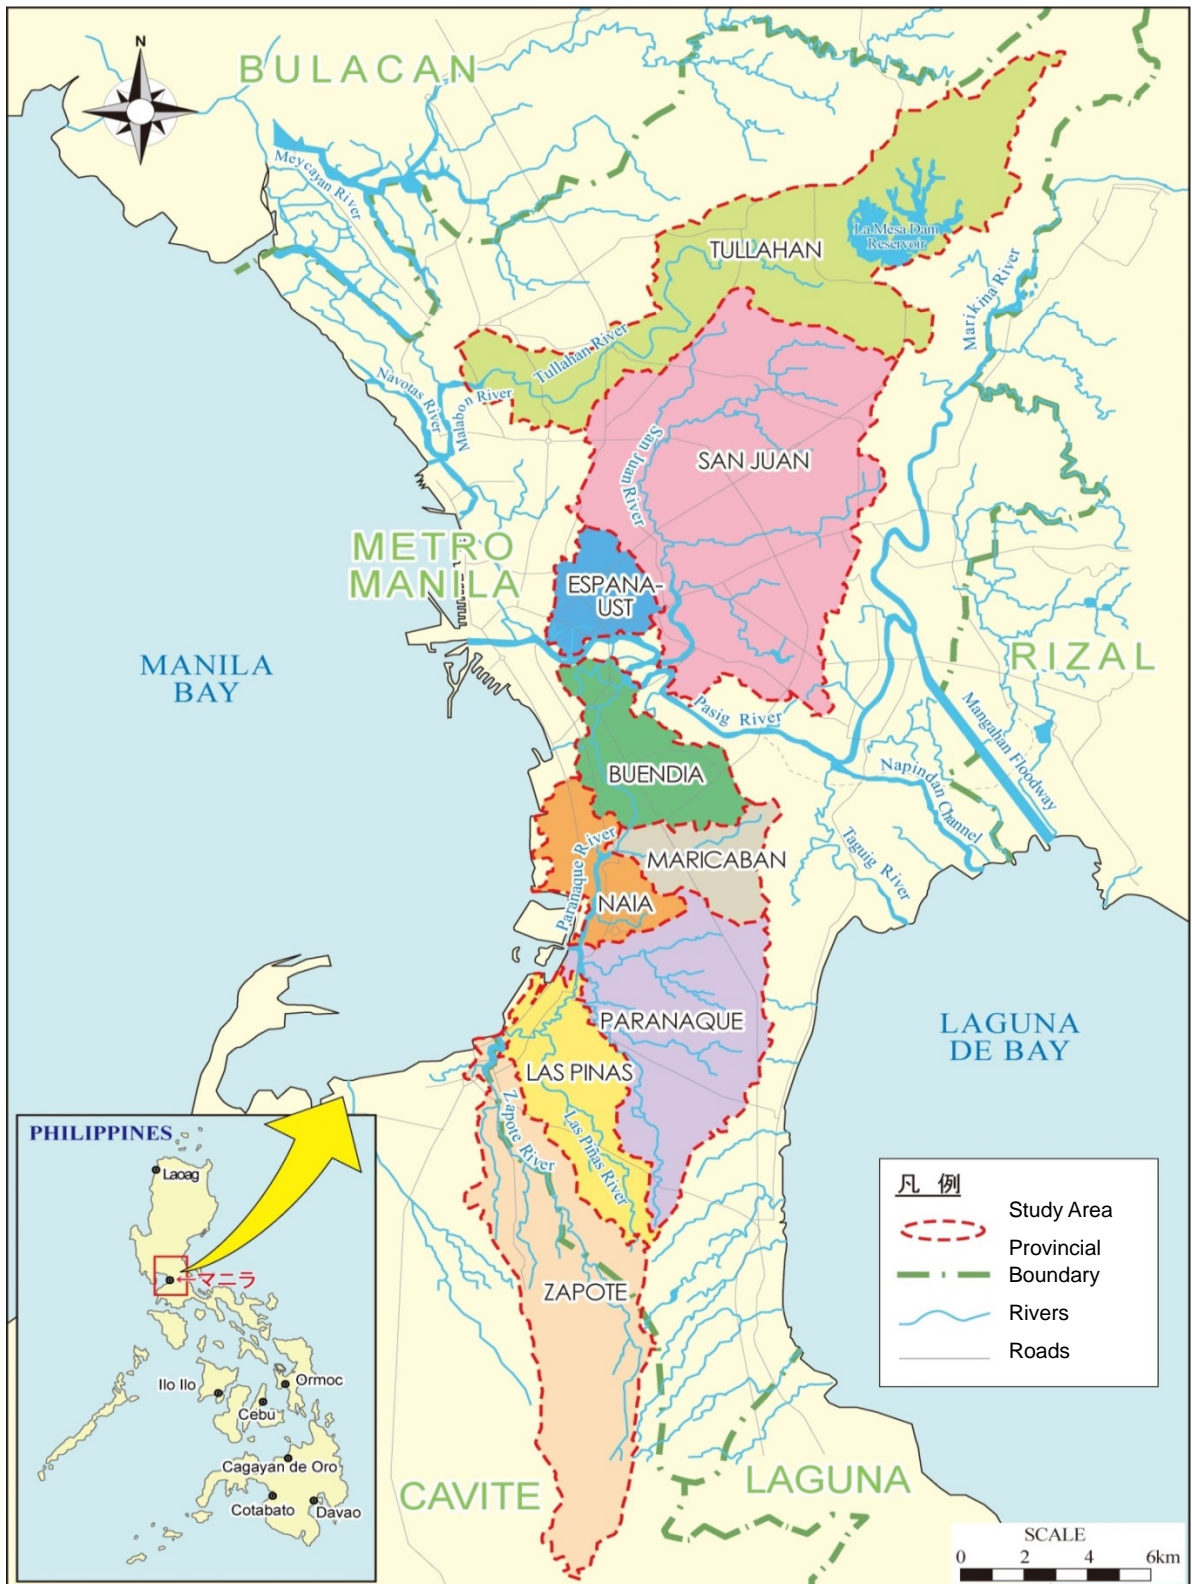 N
BULACAN
Meycayan River
La Mesa Dam
Reservoir
TULLAHAN
Marikina River
Tullahan River
Navotas River
Malabon River
San Juan River
SAN JUAN
METRO
MANILA
ESPANA-
UST
MANILA
BAY
RIZAL
Pasig River
Mangahan Floodway
Napindan Channel
BUENDIA
Taguig River
MARICABAN
Paranaque River
NAIA
PARANAQUE
LAGUNA
DE BAY
LAS PINAS
Zapote River
Las Piñas River
ZAPOTE
CAVITE
LAGUNA
PHILIPPINES
Laoag
←マニラ
Ilo Ilo
Ormoc
Cebu
Cagayan de Oro
Cotabato
Davao
凡 例
Study Area
Provincial
Boundary
Rivers
Roads
SCALE
0 2 4 6km